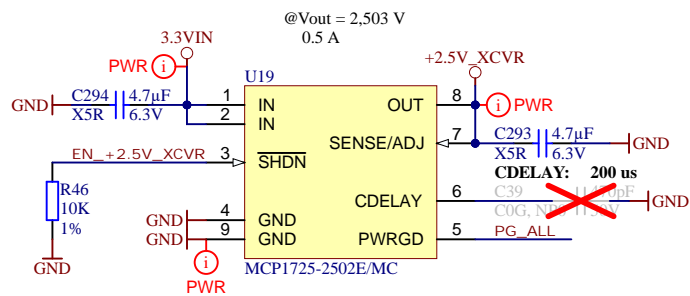 @Vout = 2,503 V
0.5 A
3.3VIN
PWR
i
C294 4.7µF
X5R 6.3V
GND
U19
1 IN
2 IN
3 SHDN
4 GND
9 GND
OUT 8
SENSE/ADJ 7
CDELAY 6
PWRGD 5
MCP1725-2502E/MC
+2.5V_XCVR
i
PWR
C293 4.7µF
X5R 6.3V
GND
CDELAY: 200 us
C39
C0G,
GND
PG_ALL
EN_+2.5V_XCVR
R46
10K
1%
GND
GND
GND
i
PWR